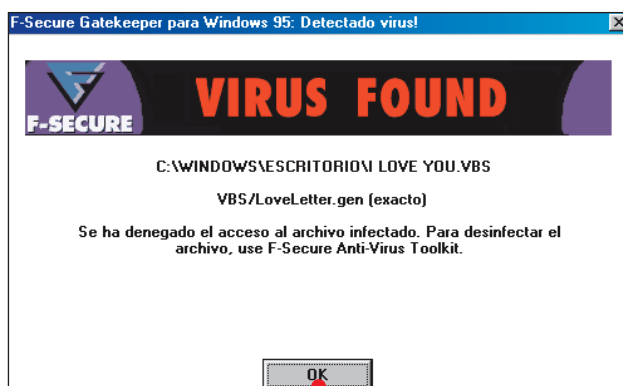 F-Secure Gatekeeper para Windows 95: Detectado virus!
VIRUS FOUND
F-SECURE
C:\WINDOWS\ESCRITORIO\I LOVE YOU.VBS
VBS/LoveLetter.gen (exacto)
Se ha denegado el acceso al archivo infectado. Para desinfectar el
archivo, use F-Secure Anti-Virus Toolkit.
OK